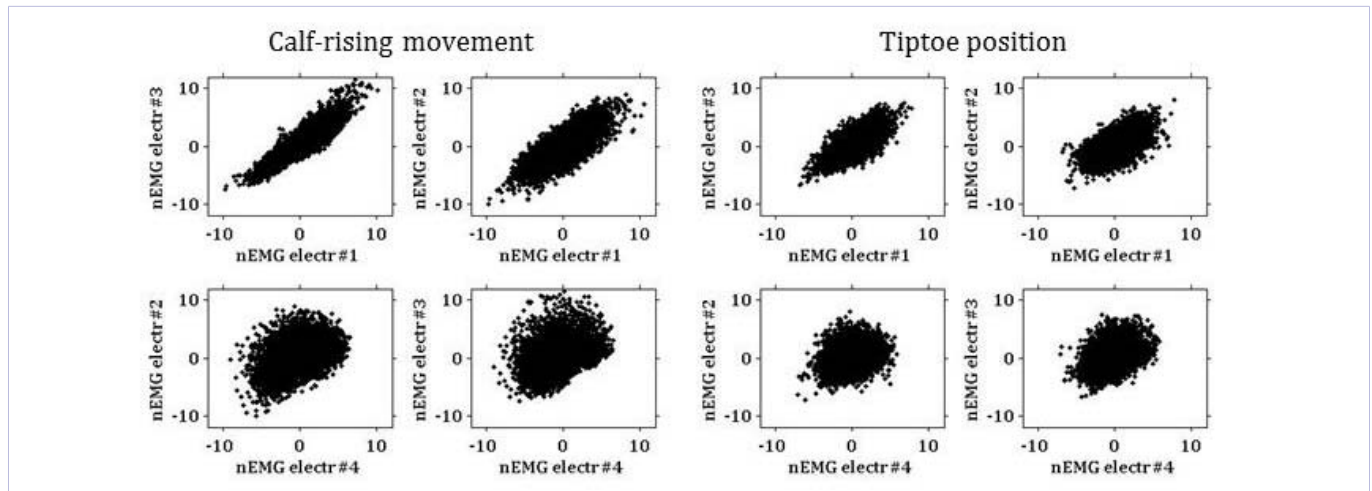 Calf-rising movement
Tiptoe position
nEMG electr #3
10
0
-10
-10 0 10
nEMG electr #1
nEMG electr #2
10
0
-10
-10 0 10
nEMG electr #1
nEMG electr #3
10
0
-10
-10 0 10
nEMG electr #1
nEMG electr #2
10
0
-10
-10 0 10
nEMG electr #1
nEMG electr #2
10
0
-10
-10 0 10
nEMG electr #4
nEMG electr #3
10
0
-10
-10 0 10
nEMG electr #4
nEMG electr #2
10
0
-10
-10 0 10
nEMG electr #4
nEMG electr #3
10
0
-10
-10 0 10
nEMG electr #4